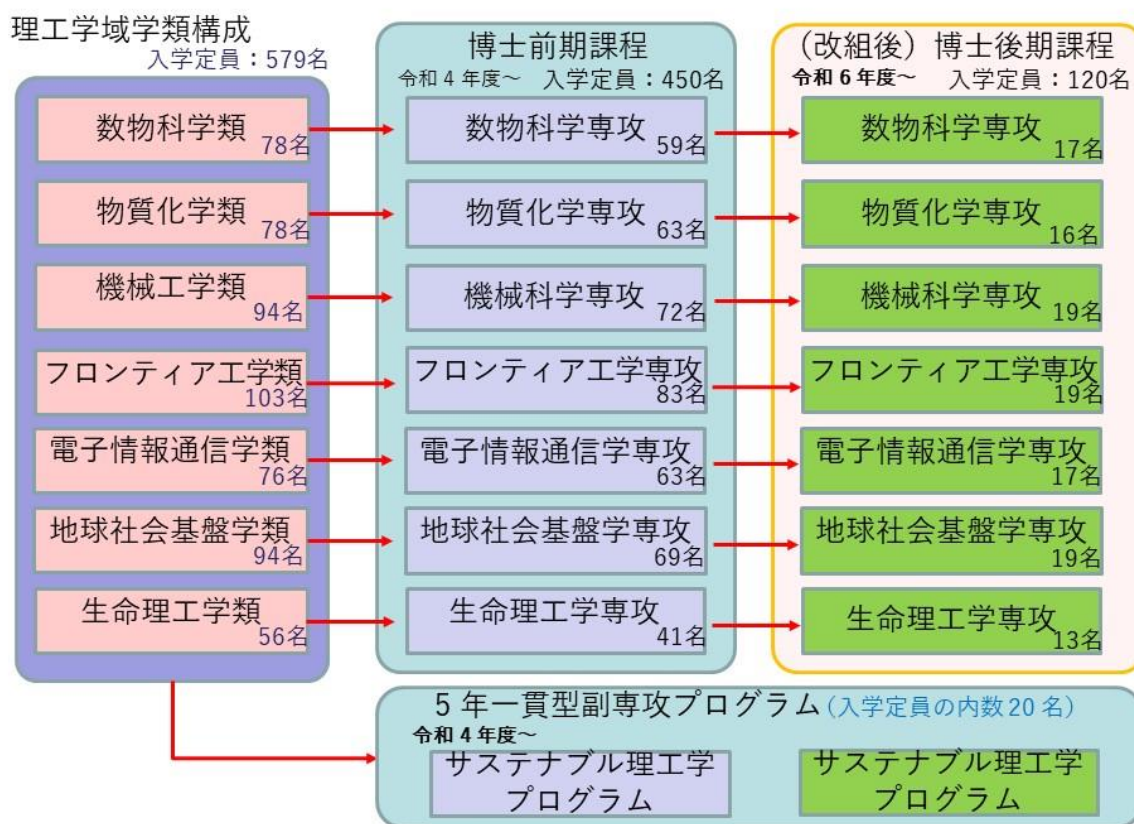 理工学域学類構成
入学定員：579名
数物科学類
78名
物質化学類
78名
機械工学類
94名
フロンティア工学類
103名
電子情報通信学類
76名
地球社会基盤学類
94名
生命理工学類
56名
博士前期課程
令和４年度～ 入学定員：450名
数物科学専攻
59名
物質化学専攻
63名
機械科学専攻
72名
フロンティア工学専攻
83名
電子情報通信学専攻
63名
地球社会基盤学専攻
69名
生命理工学専攻
41名
（改組後）博士後期課程
令和６年度～ 入学定員：120名
数物科学専攻
17名
物質化学専攻
16名
機械科学専攻
19名
フロンティア工学専攻
19名
電子情報通信学専攻
17名
地球社会基盤学専攻
19名
生命理工学専攻
13名
５年一貫型副専攻プログラム（入学定員の内数20名）
令和４年度～
サステナブル理工学
プログラム
サステナブル理工学
プログラム